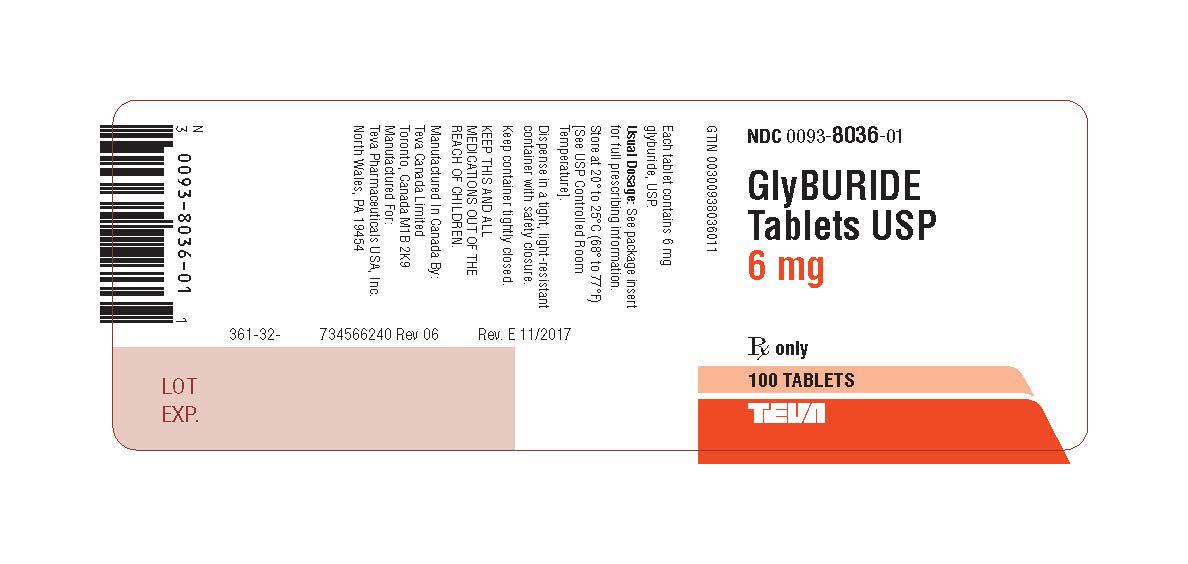 NDC 0093-8036-01
GlyBURIDE
Tablets USP
6 mg
Rx only
100 TABLETS
TEVA
GTIN 00300938036011
Each tablet contains 6 mg
glyburide, USP.
Usual Dosage: See package insert
for full prescribing information.
Store at 20° to 25°C (68° to 77°F)
[See USP Controlled Room
Temperature].
Dispense in a tight, light-resistant
container with safety closure.
Keep container tightly closed.
KEEP THIS AND ALL
MEDICATIONS OUT OF THE
REACH OF CHILDREN.
Manufactured In Canada By:
Teva Canada Limited
Toronto, Canada M1B 2K9
Manufactured For:
Teva Pharmaceuticals USA, Inc.
North Wales, PA 19454
N
3 0093-8036-01 1
361-32- 734566240 Rev 06 Rev. E 11/2017
LOT
EXP.